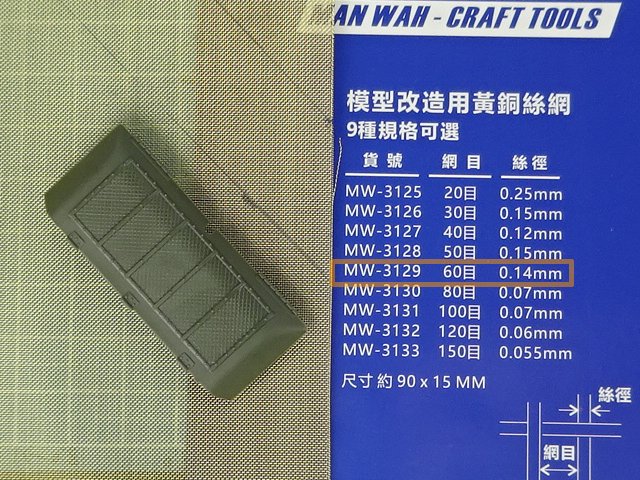 MAN WAH - CRAFT TOOLS
模型改造用黃銅絲網
9種規格可選
貨號 網目 絲徑
MW-3125 20目 0.25mm
MW-3126 30目 0.15mm
MW-3127 40目 0.12mm
MW-3128 50目 0.15mm
MW-3129 60目 0.14mm
MW-3130 80目 0.07mm
MW-3131 100目 0.07mm
MW-3132 120目 0.06mm
MW-3133 150目 0.055mm
尺寸約90 x 15 MM
絲徑
網目